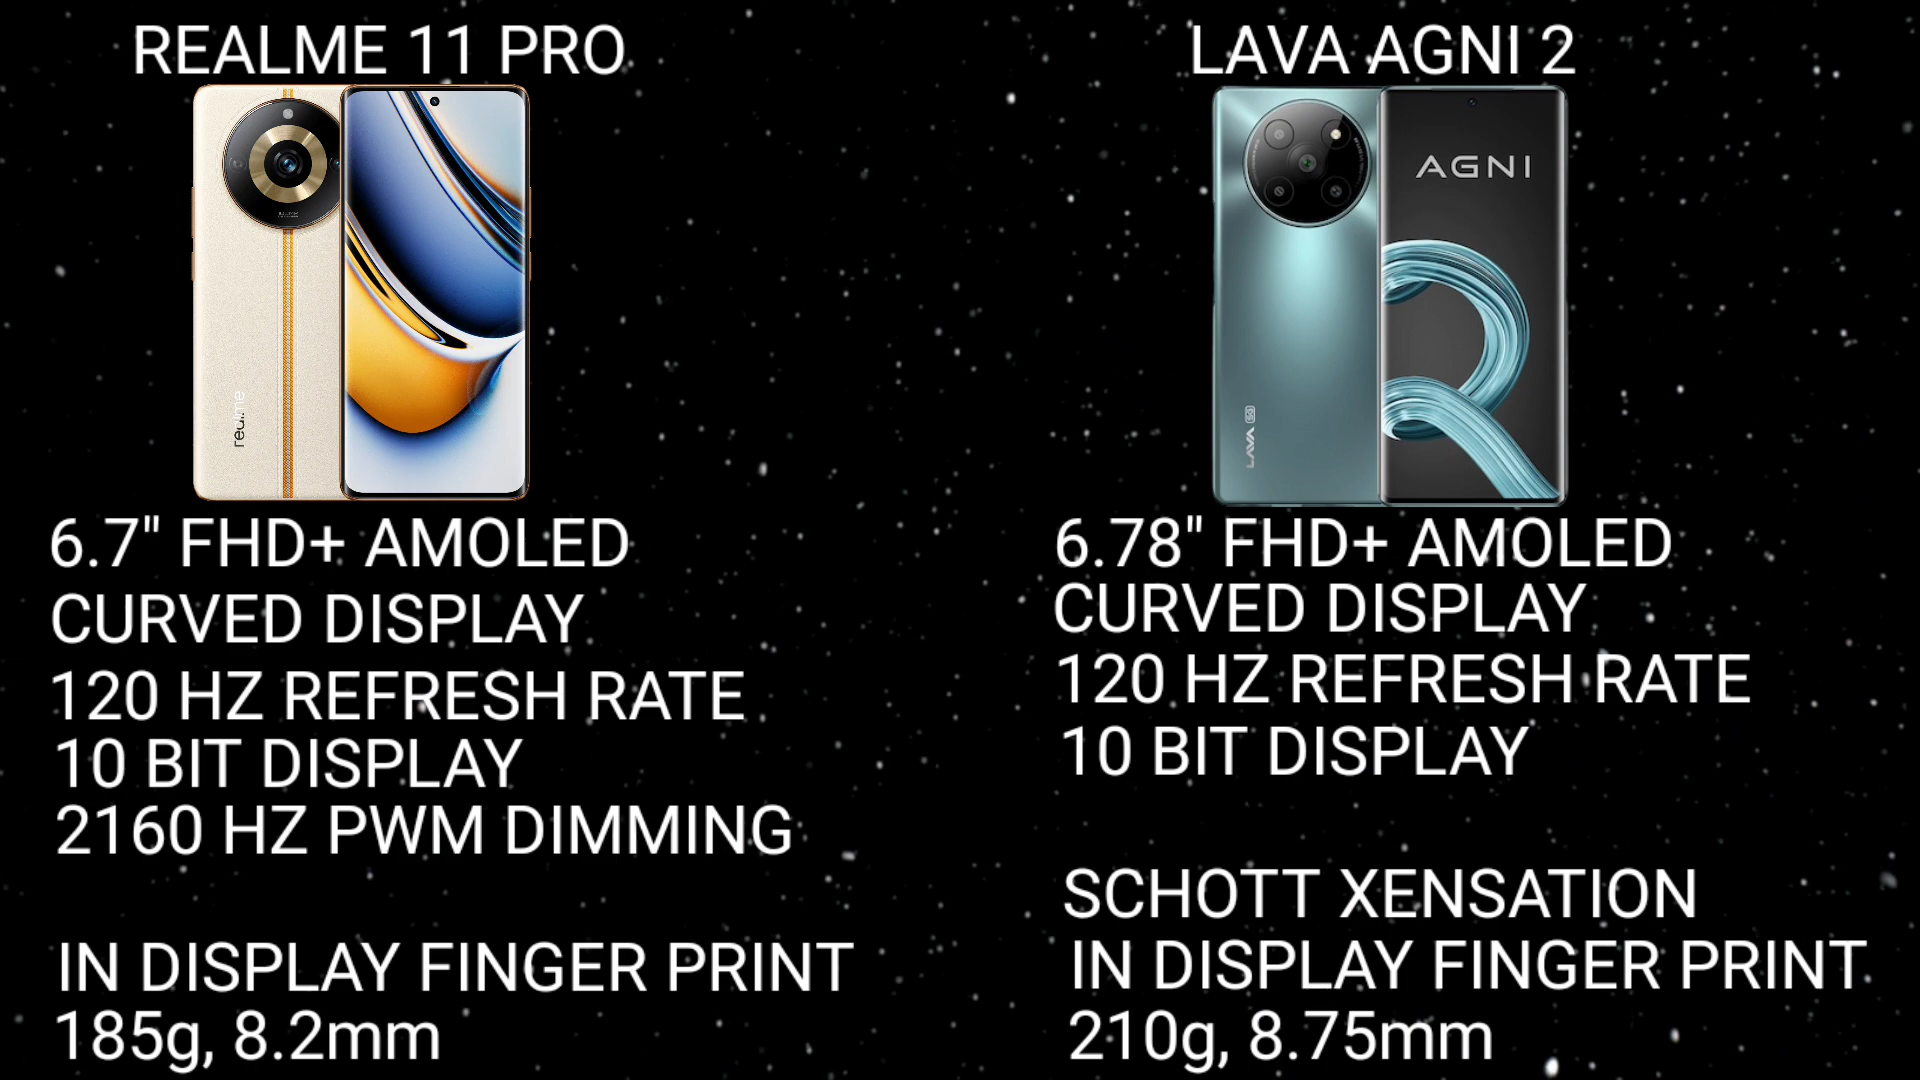 REALME 11 PRO
realme
6.7" FHD+ AMOLED
CURVED DISPLAY
120 HZ REFRESH RATE
10 BIT DISPLAY
2160 HZ PWM DIMMING
IN DISPLAY FINGER PRINT
185g, 8.2mm
LAVA AGNI 2
AGNI
LAVA 5G
6.78" FHD+ AMOLED
CURVED DISPLAY
120 HZ REFRESH RATE
10 BIT DISPLAY
SCHOTT XENSATION
IN DISPLAY FINGER PRINT
210g, 8.75mm